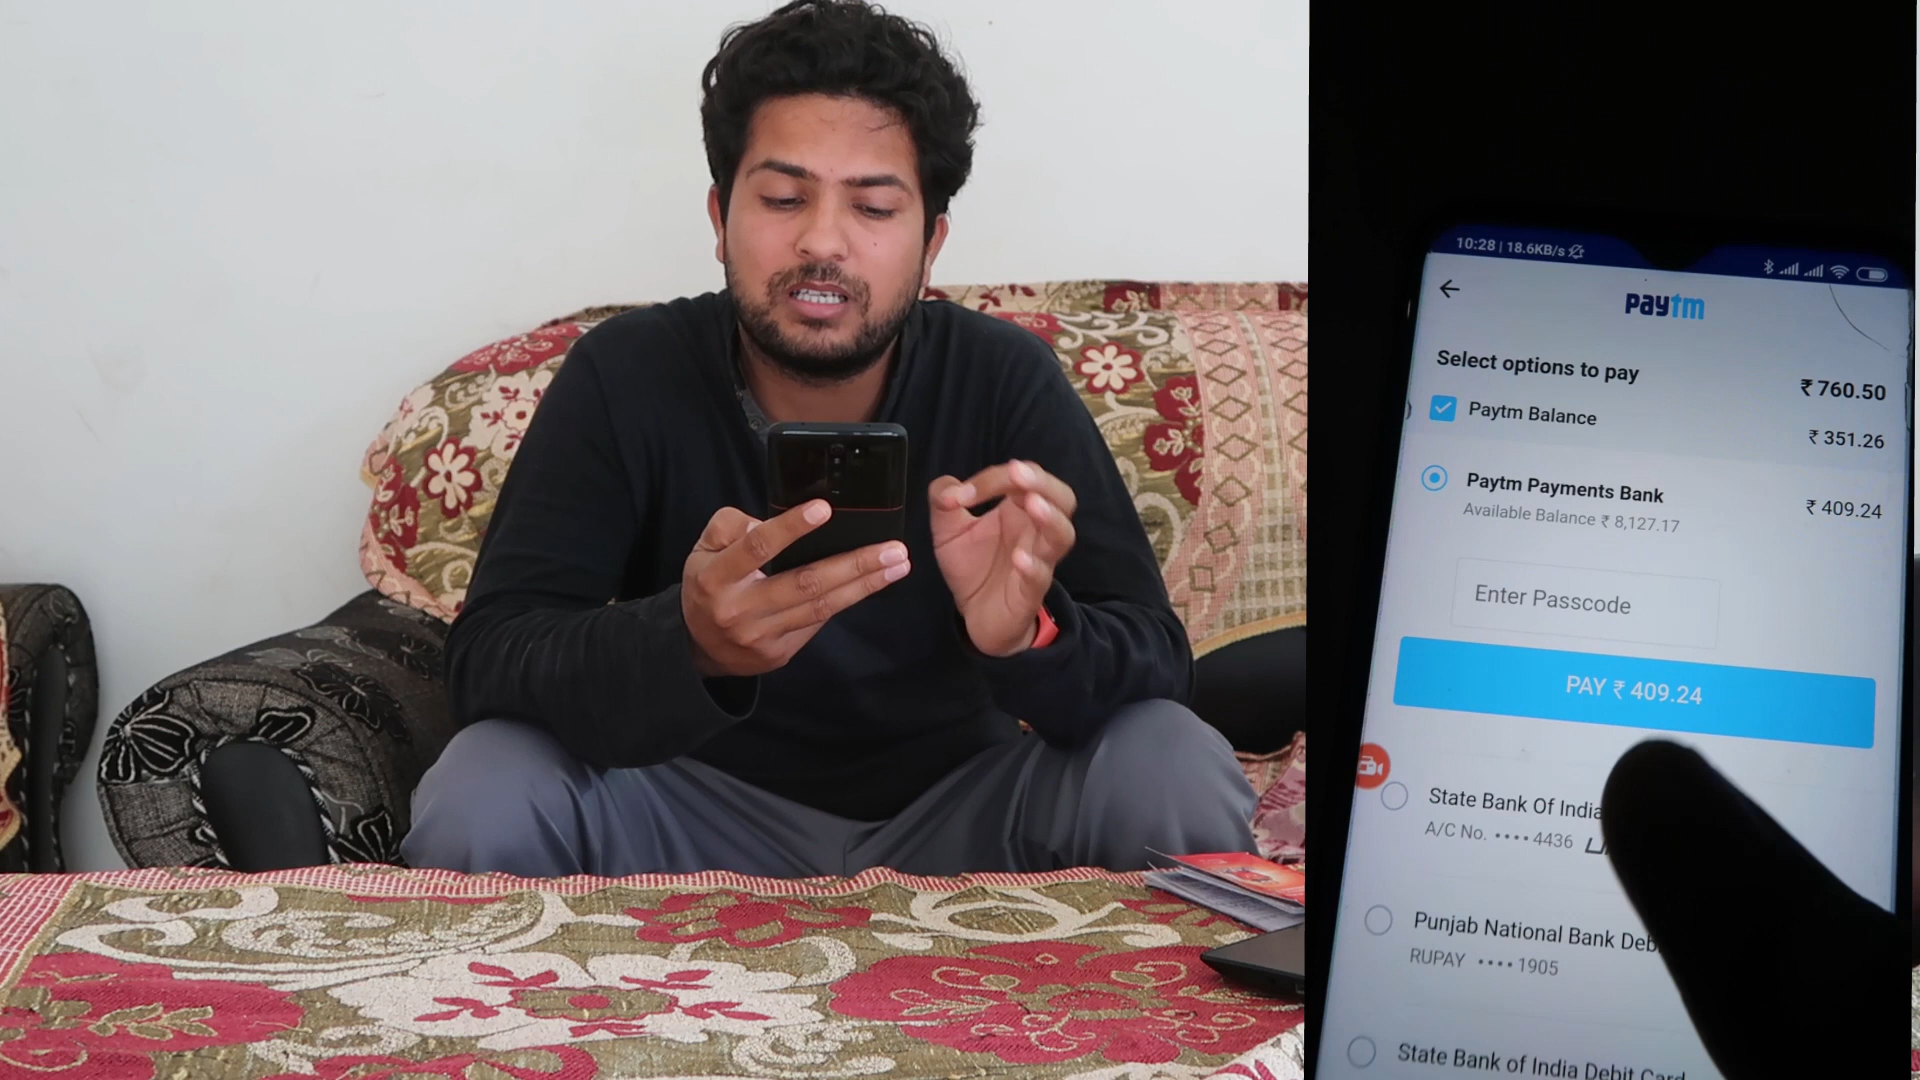 10:28 | 18.6KB/s
paytm
Select options to pay
₹ 760.50
Paytm Balance
₹ 351.26
Paytm Payments Bank
₹ 409.24
Available Balance ₹ 8,127.17
Enter Passcode
PAY ₹ 409.24
State Bank Of India
A/C No. •••• 4436
Punjab National Bank Deb
RUPAY •••• 1905
State Bank of India Debit Card